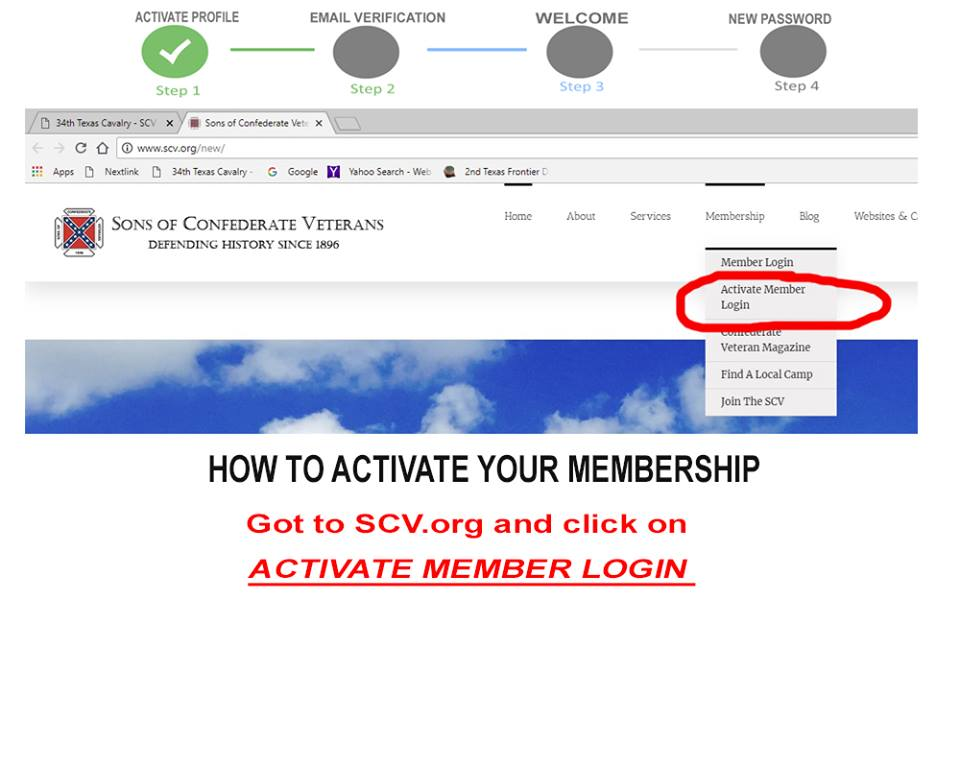 ACTIVATE PROFILE EMAIL VERIFICATION WELCOME NEW PASSWORD
Step 1 Step 2 Step 3 Step 4
34th Texas Cavalry - SCV Sons of Confederate Vete
www.scv.org/new/
Apps Nextlink 34th Texas Cavalry - Google Yahoo Search - Web 2nd Texas Frontier D
SONS OF CONFEDERATE VETERANS
DEFENDING HISTORY SINCE 1896
Home About Services Membership Blog Websites & C
Member Login
Activate Member
Login
Confederate
Veteran Magazine
Find A Local Camp
Join The SCV
HOW TO ACTIVATE YOUR MEMBERSHIP
Got to SCV.org and click on
ACTIVATE MEMBER LOGIN